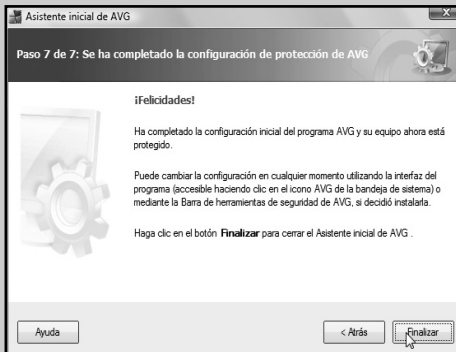 Asistente inicial de AVG
Paso 7 de 7: Se ha completado la configuración de protección de AVG
¡Felicidades!
Ha completado la configuración inicial del programa AVG y su equipo ahora está
protegido.
Puede cambiar la configuración en cualquier momento utilizando la interfaz del
programa (accesible haciendo clic en el icono AVG de la bandeja de sistema) o
mediante la Barra de herramientas de seguridad de AVG, si decidió instalarla.
Haga clic en el botón Finalizar para cerrar el Asistente inicial de AVG .
Ayuda
< Atrás
Finalizar